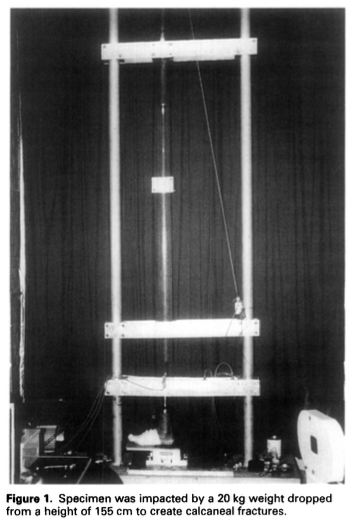 Figure 1. Specimen was impacted by a 20 kg weight dropped
from a height of 155 cm to create calcaneal fractures.